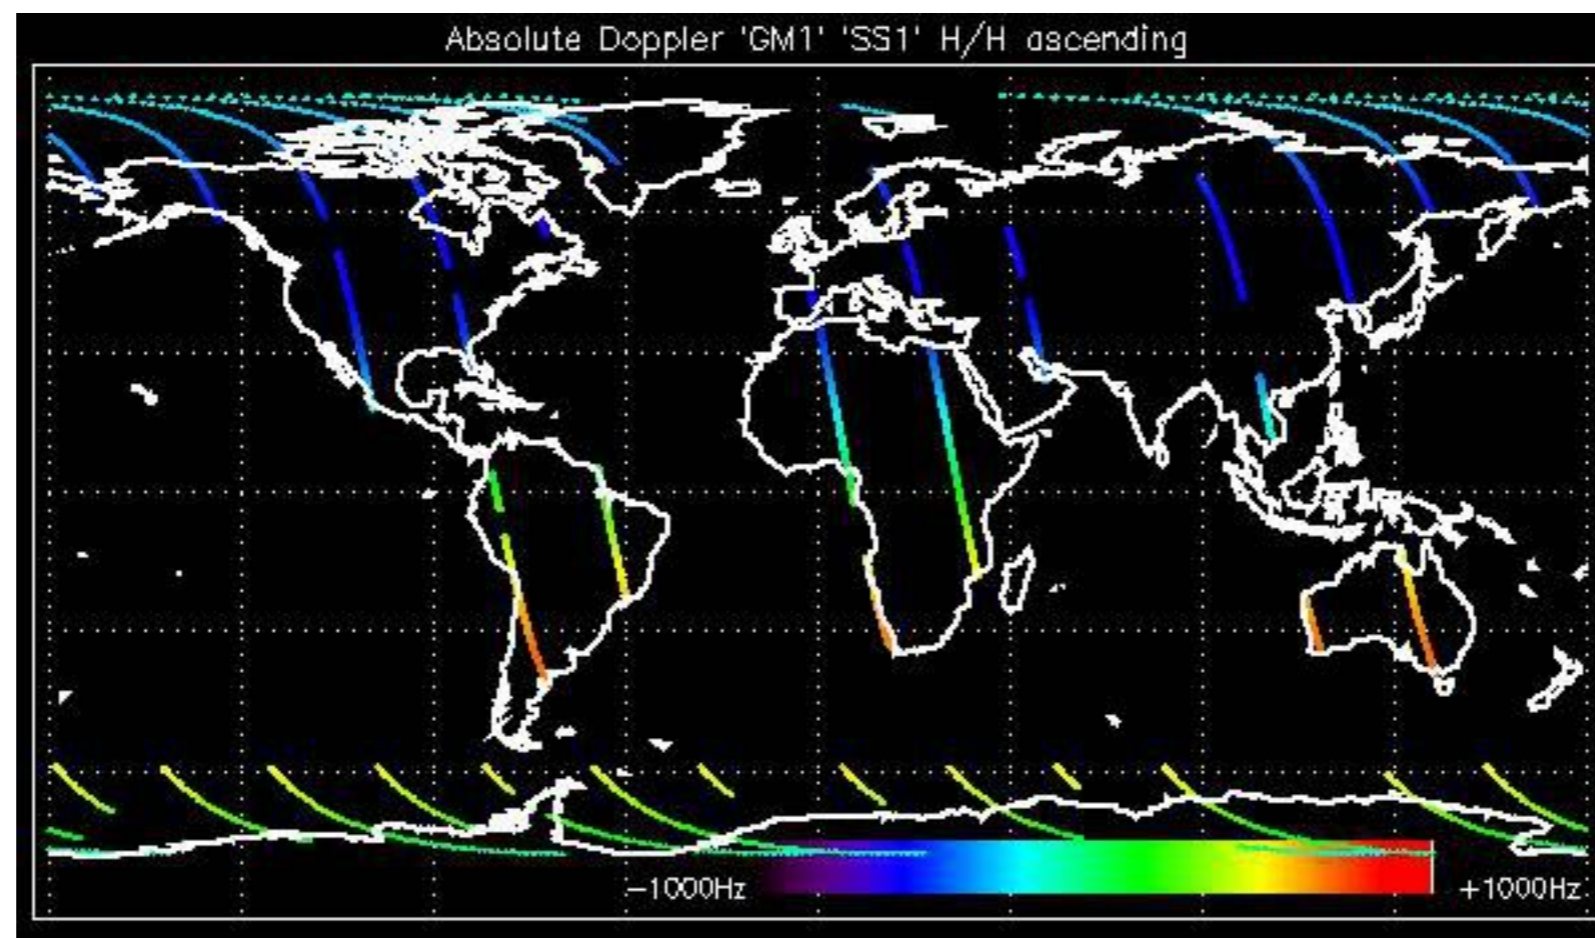 Absolute Doppler 'GM1' 'SS1' H/H ascending
-1000Hz
+1000Hz